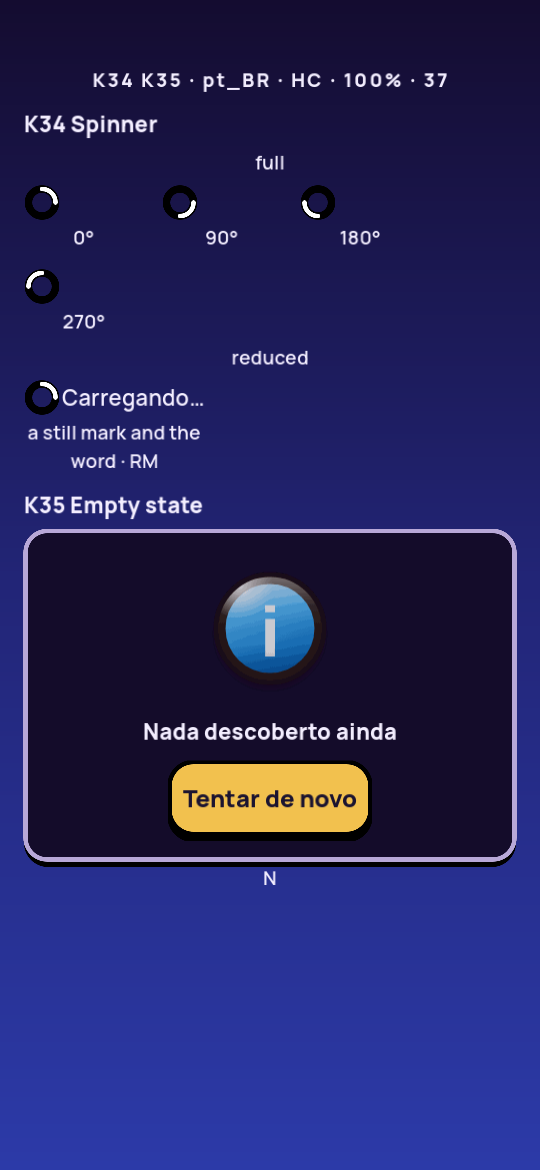 K34 K35 · pt_BR · HC · 100% · 37
K34 Spinner
full
0°
90°
180°
270°
reduced
Carregando…
a still mark and the
word · RM
K35 Empty state
i
Nada descoberto ainda
Tentar de novo
N